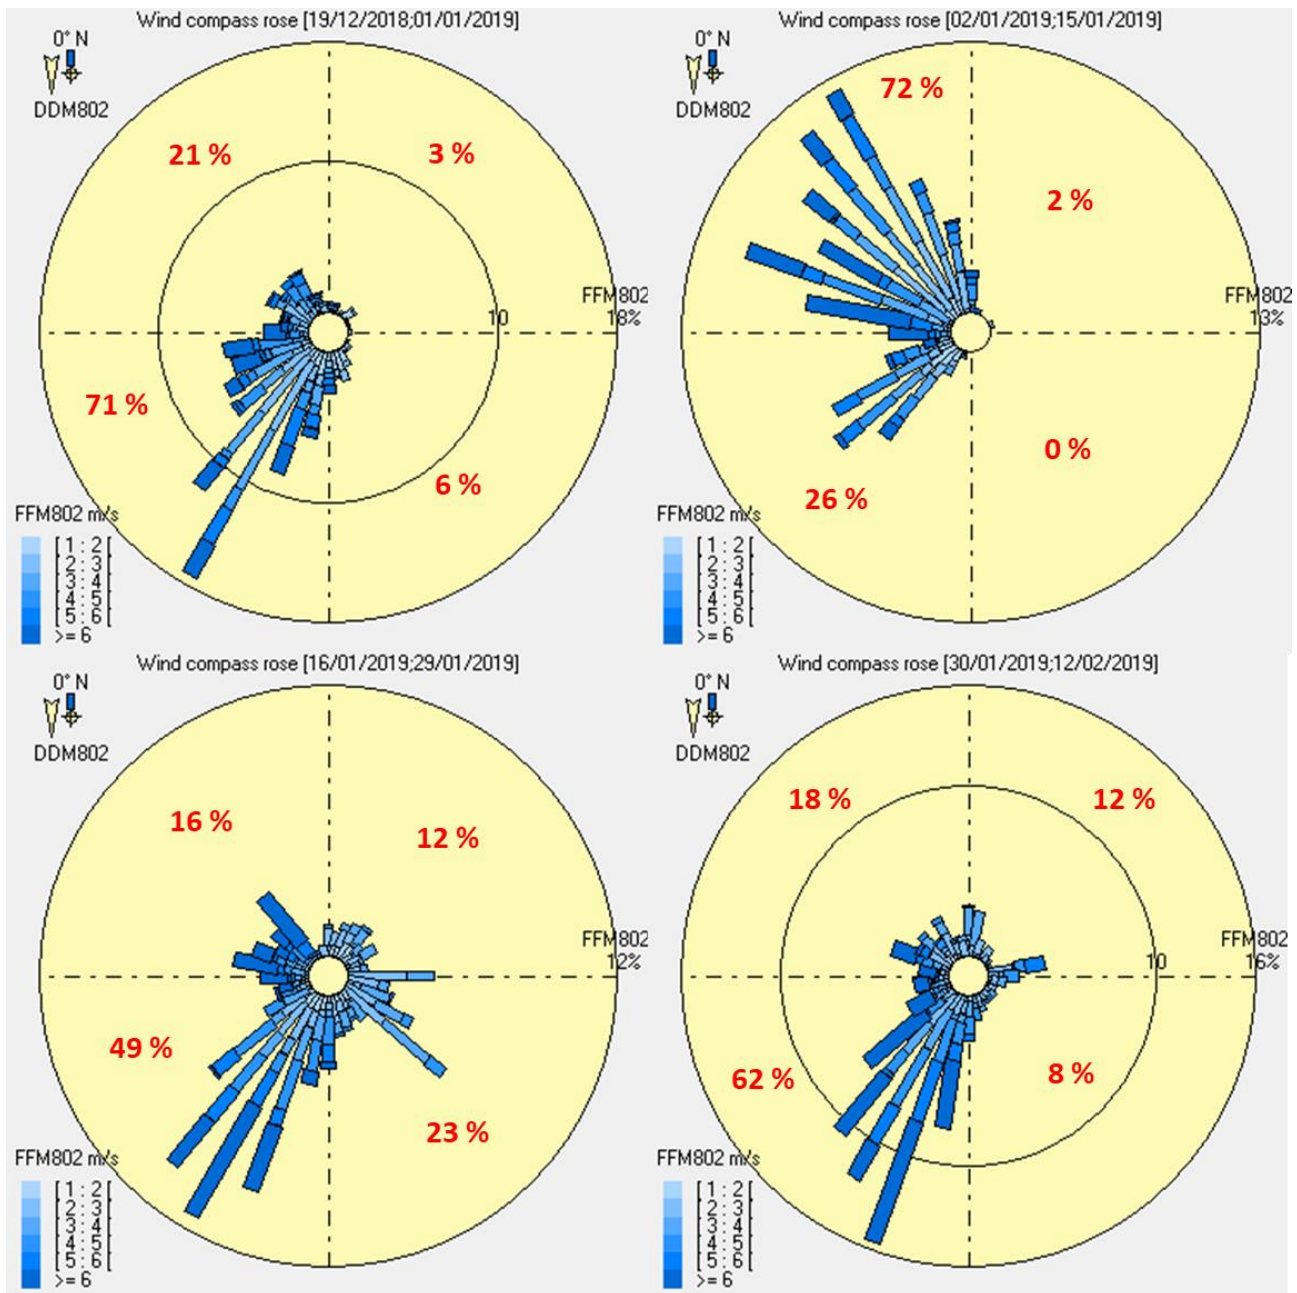 Wind compass rose [19/12/2018;01/01/2019]
0° N
DDM802
21 %
3 %
FFM802
10
18%
71 %
6 %
FFM802 m/s
[ 1 : 2 [
[ 2 : 3 [
[ 3 : 4 [
[ 4 : 5 [
[ 5 : 6 [
>= 6
Wind compass rose [02/01/2019;15/01/2019]
0° N
DDM802
72 %
2 %
FFM802
13%
0 %
26 %
FFM802 m/s
[ 1 : 2 [
[ 2 : 3 [
[ 3 : 4 [
[ 4 : 5 [
[ 5 : 6 [
>= 6
Wind compass rose [16/01/2019;29/01/2019]
0° N
DDM802
16 %
12 %
FFM802
12%
49 %
23 %
FFM802 m/s
[ 1 : 2 [
[ 2 : 3 [
[ 3 : 4 [
[ 4 : 5 [
[ 5 : 6 [
>= 6
Wind compass rose [30/01/2019;12/02/2019]
0° N
DDM802
18 %
12 %
FFM802
10
16%
62 %
8 %
FFM802 m/s
[ 1 : 2 [
[ 2 : 3 [
[ 3 : 4 [
[ 4 : 5 [
[ 5 : 6 [
>= 6